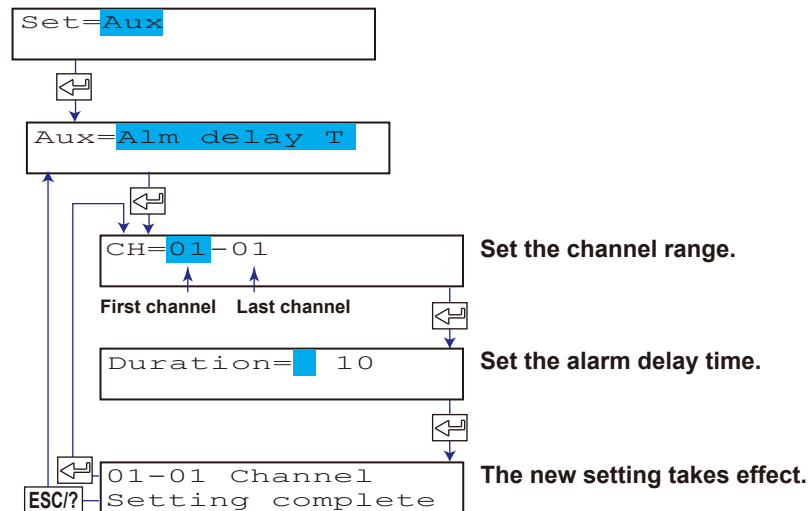 Set=Aux
Aux=Alm delay T
CH=01-01
Set the channel range.
First channel Last channel
Duration= 10
Set the alarm delay time.
01-01 Channel
Setting complete
The new setting takes effect.
ESC/?